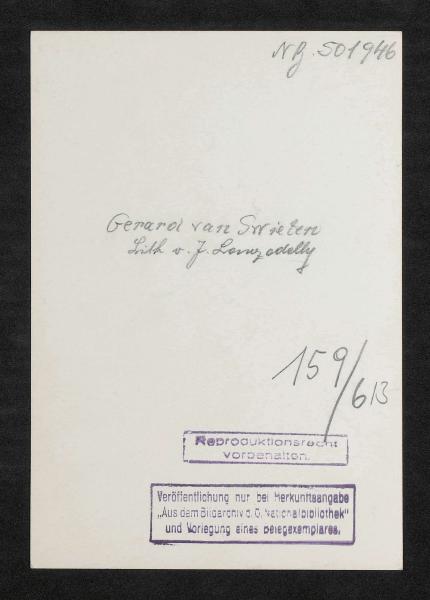 NB. 501946
Gerard van Swieten
Lith v. J. Lanzedelly
159/613
Reproduktionsrecht
vorbehalten.
Veröffentlichung nur bei Herkunftsangabe
„Aus dem Bildarchiv d. Ö. Nationalbibliothek"
und Vorlegung eines Belegexemplares.